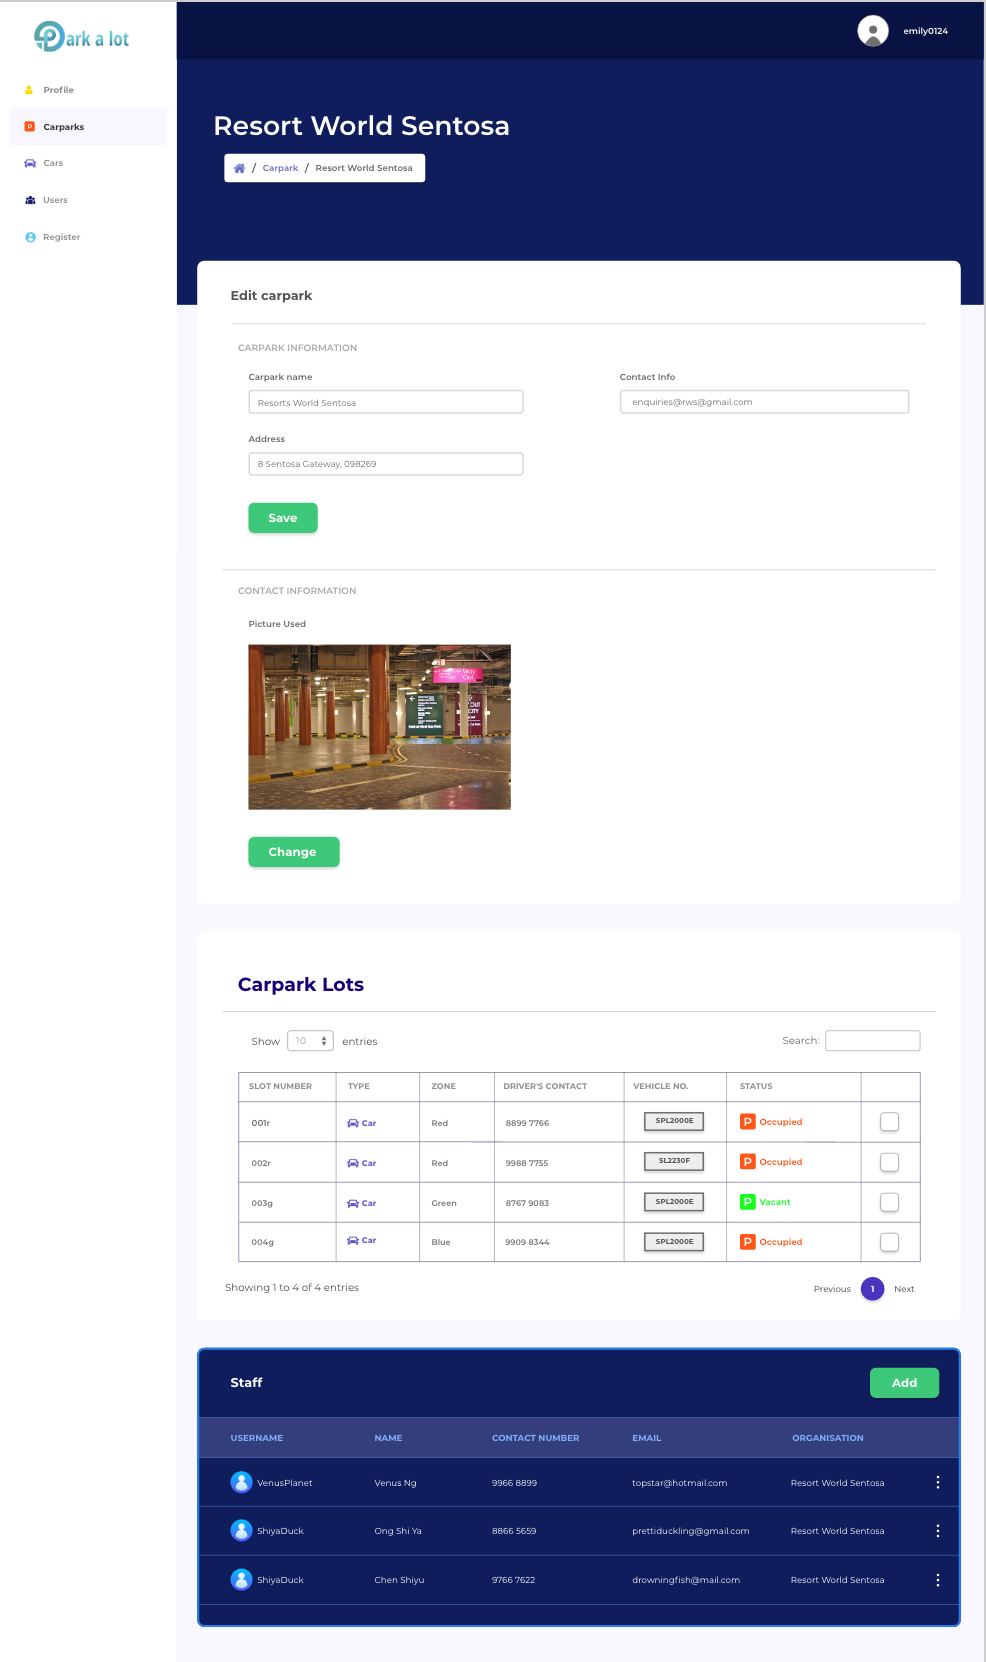 Park a lot
emily0124
Profile
Carparks
Cars
Users
Register
Resort World Sentosa
/ Carpark / Resort World Sentosa
Edit carpark
CARPARK INFORMATION
Carpark name Contact Info
Resorts World Sentosa enquiries@rws@gmail.com
Address
8 Sentosa Gateway, 098269
Save
CONTACT INFORMATION
Picture Used
Way
Out
OUT
CITY
Change
Carpark Lots
Show 10 entries Search:
SLOT NUMBER TYPE ZONE DRIVER'S CONTACT VEHICLE NO. STATUS
001r Car Red 8899 7766 SPL2000E P Occupied
002r Car Red 9988 7755 SL2230F P Occupied
003g Car Green 8767 9083 SPL2000E P Vacant
004g Car Blue 9909 8344 SPL2000E P Occupied
Showing 1 to 4 of 4 entries Previous 1 Next
Staff Add
USERNAME NAME CONTACT NUMBER EMAIL ORGANISATION
VenusPlanet Venus Ng 9966 8899 topstar@hotmail.com Resort World Sentosa
ShiyaDuck Ong Shi Ya 8866 5659 prettiduckling@gmail.com Resort World Sentosa
ShiyaDuck Chen Shiyu 9766 7622 drowningfish@mail.com Resort World Sentosa